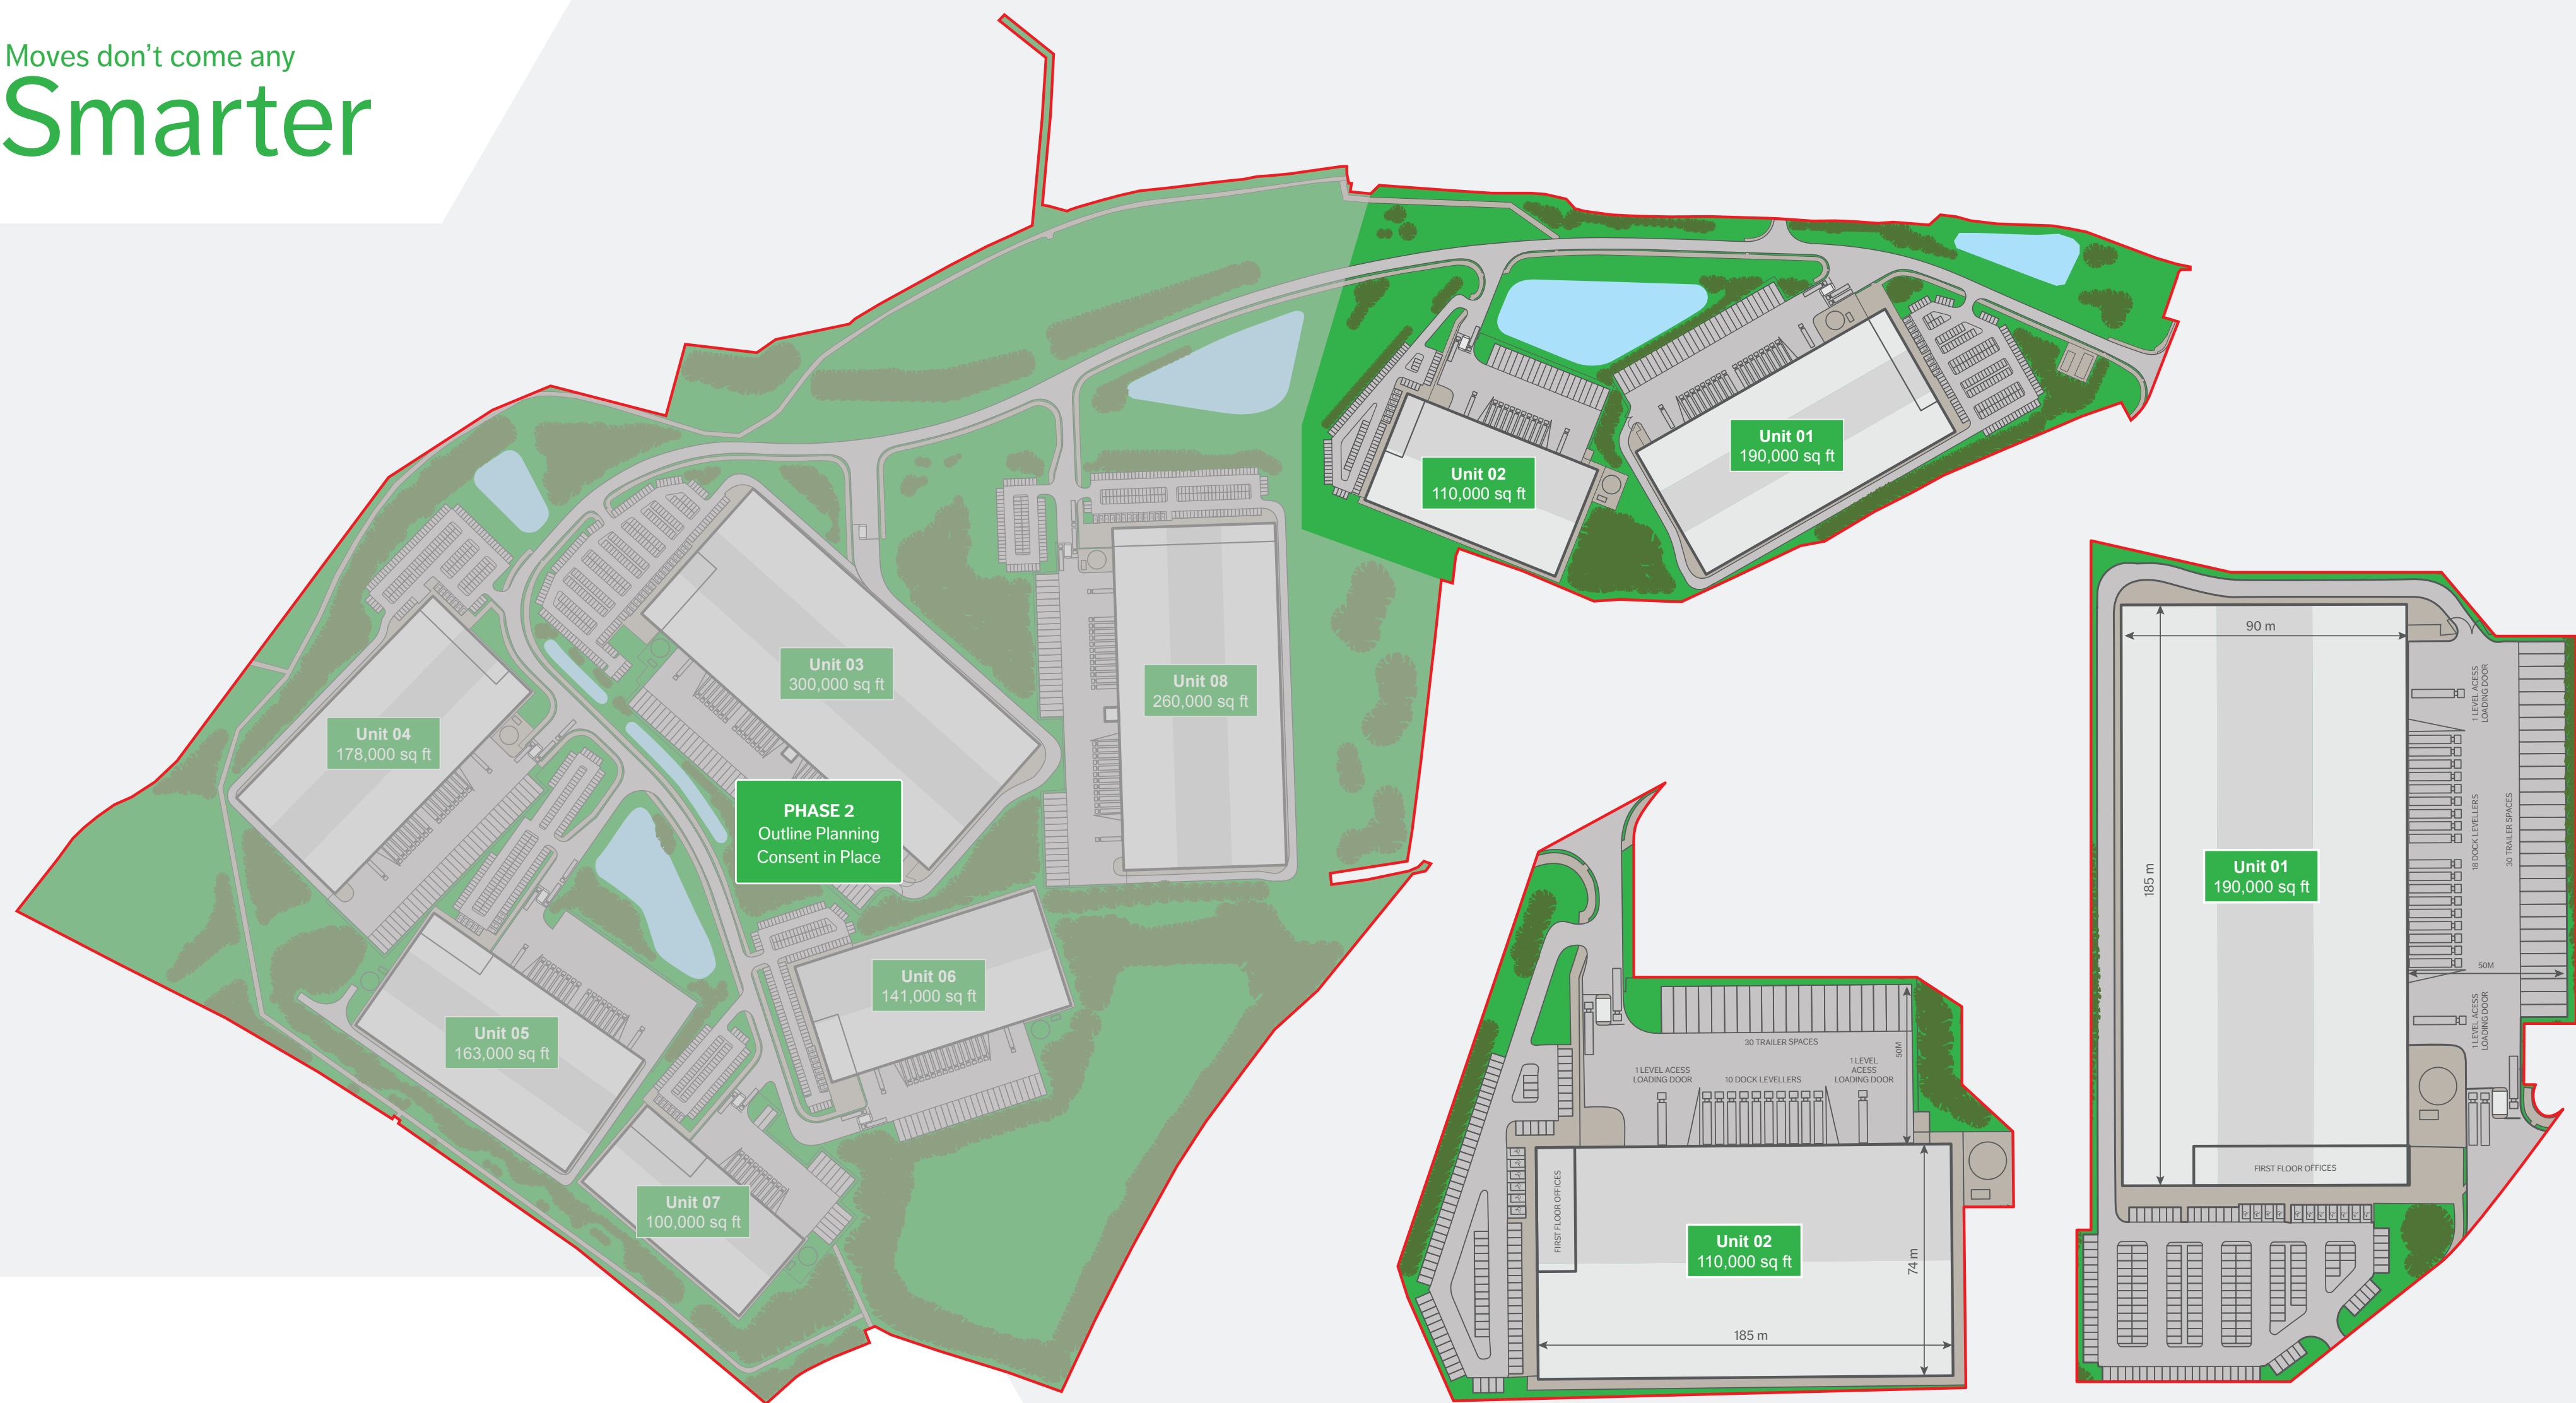 Moves don't come any
Smarter
Unit 01
190,000 sq ft
Unit 02
110,000 sq ft
Unit 03
300,000 sq ft
Unit 08
260,000 sq ft
Unit 04
178,000 sq ft
PHASE 2
Outline Planning
Consent in Place
Unit 06
141,000 sq ft
Unit 05
163,000 sq ft
Unit 07
100,000 sq ft
90 m
185 m
1 LEVEL ACESS
LOADING DOOR
18 DOCK LEVELLERS
30 TRAILER SPACES
Unit 01
190,000 sq ft
50M
1 LEVEL ACESS
LOADING DOOR
FIRST FLOOR OFFICES
30 TRAILER SPACES
50M
1 LEVEL ACESS
LOADING DOOR
10 DOCK LEVELLERS
1 LEVEL
ACESS
LOADING DOOR
FIRST FLOOR OFFICES
Unit 02
110,000 sq ft
74 m
185 m